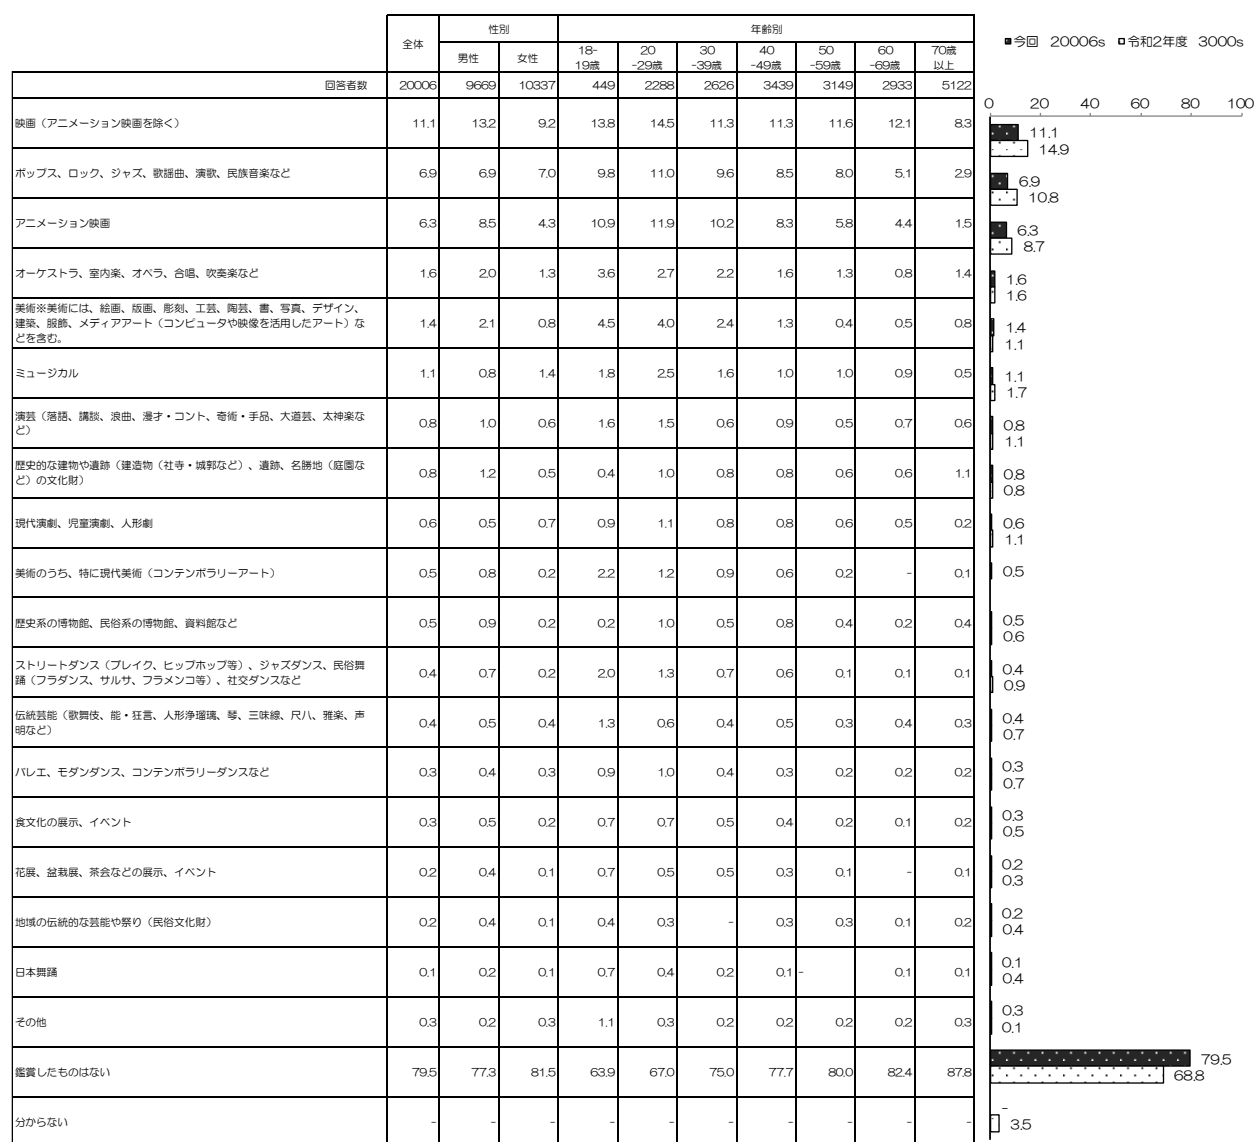 性別 年齢別
■今回 20006s □令和2年度 3000s
全体 男性 女性 18-19歳 20-29歳 30-39歳 40-49歳 50-59歳 60-69歳 70歳以上
回答者数 20006 9669 10337 449 2288 2626 3439 3149 2933 5122
0 20 40 60 80 100
映画(アニメーション映画を除く) 11.1 13.2 9.2 13.8 14.5 11.3 11.3 11.6 12.1 8.3
11.1
14.9
ポップス、ロック、ジャズ、歌謡曲、演歌、民族音楽など 6.9 6.9 7.0 9.8 11.0 9.6 8.5 8.0 5.1 2.9
6.9
10.8
アニメーション映画 6.3 8.5 4.3 10.9 11.9 10.2 8.3 5.8 4.4 1.5
6.3
8.7
オーケストラ、室内楽、オペラ、合唱、吹奏楽など 1.6 2.0 1.3 3.6 2.7 2.2 1.6 1.3 0.8 1.4
1.6
1.6
美術※美術には、絵画、版画、彫刻、工芸、陶芸、書、写真、デザイン、
建築、服飾、メディアアート(コンピュータや映像を活用したアート)な
どを含む。 1.4 2.1 0.8 4.5 4.0 2.4 1.3 0.4 0.5 0.8
1.4
1.1
ミュージカル 1.1 0.8 1.4 1.8 2.5 1.6 1.0 1.0 0.9 0.5
1.1
1.7
演芸(落語、講談、浪曲、漫才・コント、奇術・手品、大道芸、太神楽な
ど) 0.8 1.0 0.6 1.6 1.5 0.6 0.9 0.5 0.7 0.6
0.8
1.1
歴史的な建物や遺跡(建造物(社寺・城郭など)、遺跡、名勝地(庭園な
ど)の文化財) 0.8 1.2 0.5 0.4 1.0 0.8 0.8 0.6 0.6 1.1
0.8
0.8
現代演劇、児童演劇、人形劇 0.6 0.5 0.7 0.9 1.1 0.8 0.8 0.6 0.5 0.2
0.6
1.1
美術のうち、特に現代美術(コンテンポラリーアート) 0.5 0.8 0.2 2.2 1.2 0.9 0.6 0.2 - 0.1
0.5
歴史系の博物館、民俗系の博物館、資料館など 0.5 0.9 0.2 0.2 1.0 0.5 0.8 0.4 0.2 0.4
0.5
0.6
ストリートダンス(ブレイク、ヒップホップ等)、ジャズダンス、民俗舞
踊(フラダンス、サルサ、フラメンコ等)、社交ダンスなど 0.4 0.7 0.2 2.0 1.3 0.7 0.6 0.1 0.1 0.1
0.4
0.9
伝統芸能(歌舞伎、能・狂言、人形浄瑠璃、琴、三味線、尺八、雅楽、声
明など) 0.4 0.5 0.4 1.3 0.6 0.4 0.5 0.3 0.4 0.3
0.4
0.7
バレエ、モダンダンス、コンテンポラリーダンスなど 0.3 0.4 0.3 0.9 1.0 0.4 0.3 0.2 0.2 0.2
0.3
0.7
食文化の展示、イベント 0.3 0.5 0.2 0.7 0.7 0.5 0.4 0.2 0.1 0.2
0.3
0.5
花展、盆栽展、茶会などの展示、イベント 0.2 0.4 0.1 0.7 0.5 0.5 0.3 0.1 - 0.1
0.2
0.3
地域の伝統的な芸能や祭り(民俗文化財) 0.2 0.4 0.1 0.4 0.3 - 0.3 0.3 0.1 0.2
0.2
0.4
日本舞踊 0.1 0.2 0.1 0.7 0.4 0.2 0.1 - 0.1 0.1
0.1
0.4
その他 0.3 0.2 0.3 1.1 0.3 0.2 0.2 0.2 0.2 0.3
0.3
0.1
鑑賞したものはない 79.5 77.3 81.5 63.9 67.0 75.0 77.7 80.0 82.4 87.8
79.5
68.8
分からない - - - - - - - - - -
-
3.5